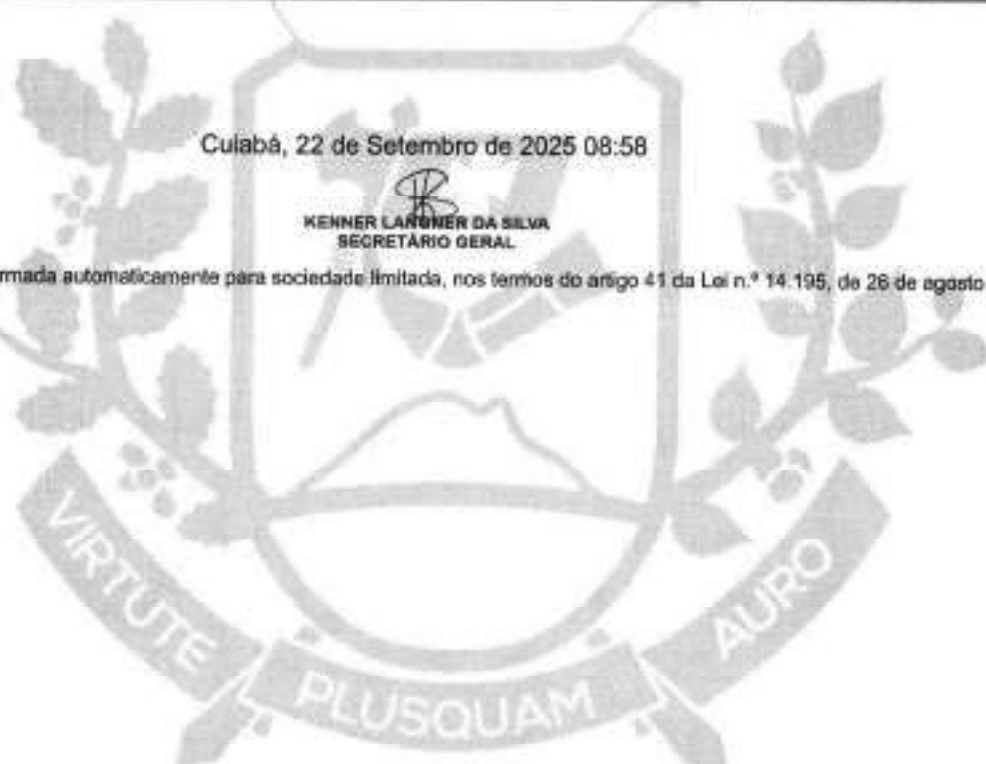 Cuiabá, 22 de Setembro de 2025 08:58
KENNER LANGNER DA SILVA
SECRETÁRIO GERAL
rmada automaticamente para sociedade limitada, nos termos do artigo 41 da Lei n.º 14.195, de 26 de agosto
VIRTUTE
PLUSQUAM
AURO